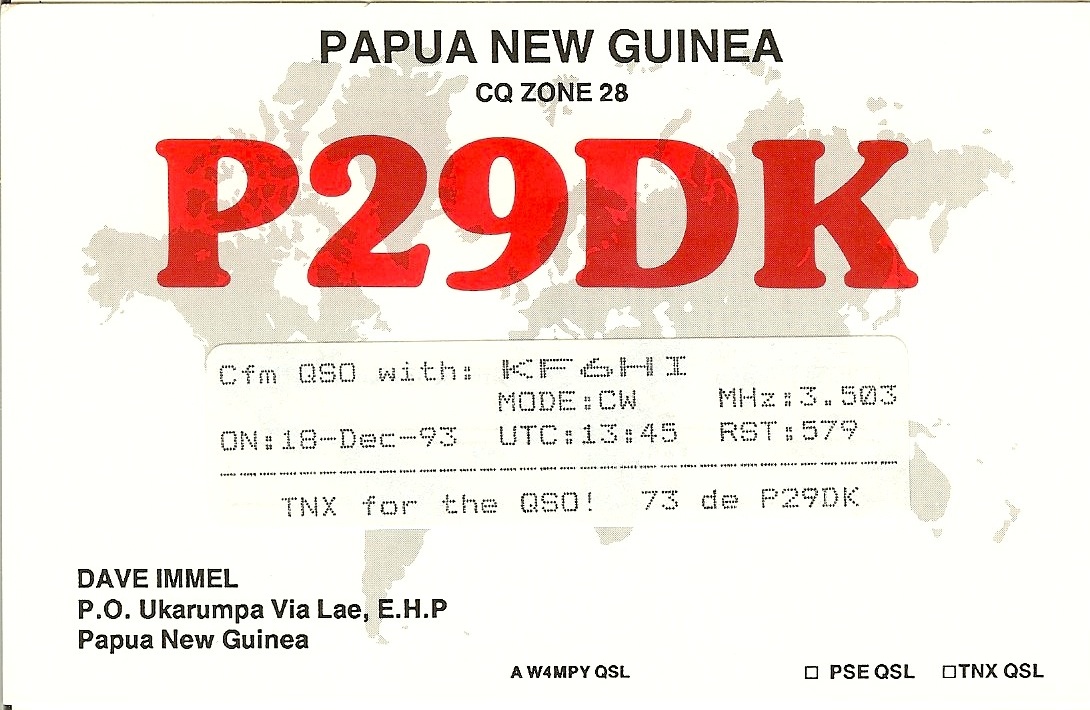 PAPUA NEW GUINEA
CQ ZONE 28
P29DK
Cfm QSO with: KF6HI
MODE:CW MHz:3.503
ON:18-Dec-93 UTC:13:45 RST:579
TNX for the QSO! 73 de P29DK
DAVE IMMEL
P.O. Ukarumpa Via Lae, E.H.P
Papua New Guinea
A W4MPY QSL ☐ PSE QSL ☐TNX QSL